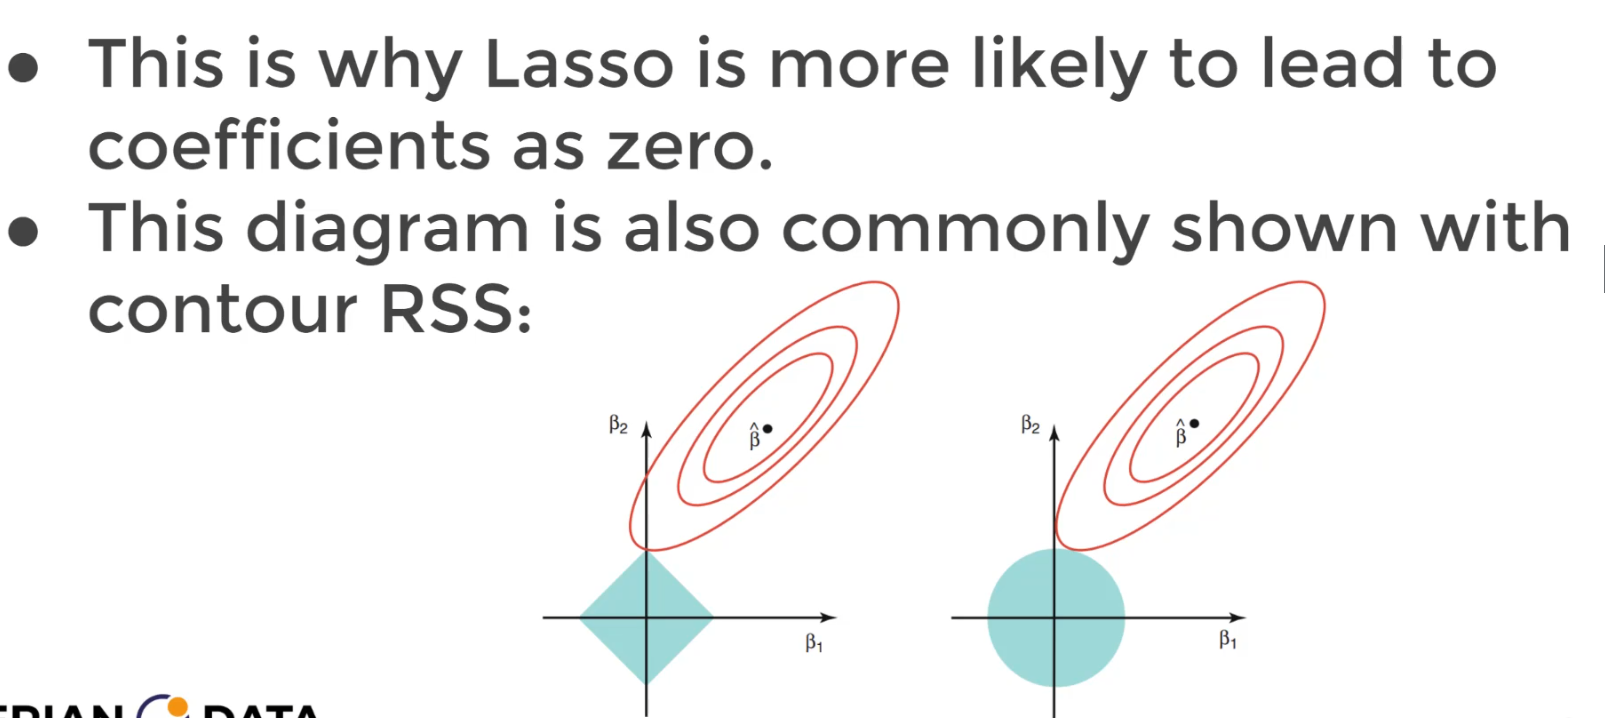 ● This is why Lasso is more likely to lead to
coefficients as zero.
● This diagram is also commonly shown with
contour RSS:
β₂
β̂
β₁
β₂
β̂
β₁
DATA